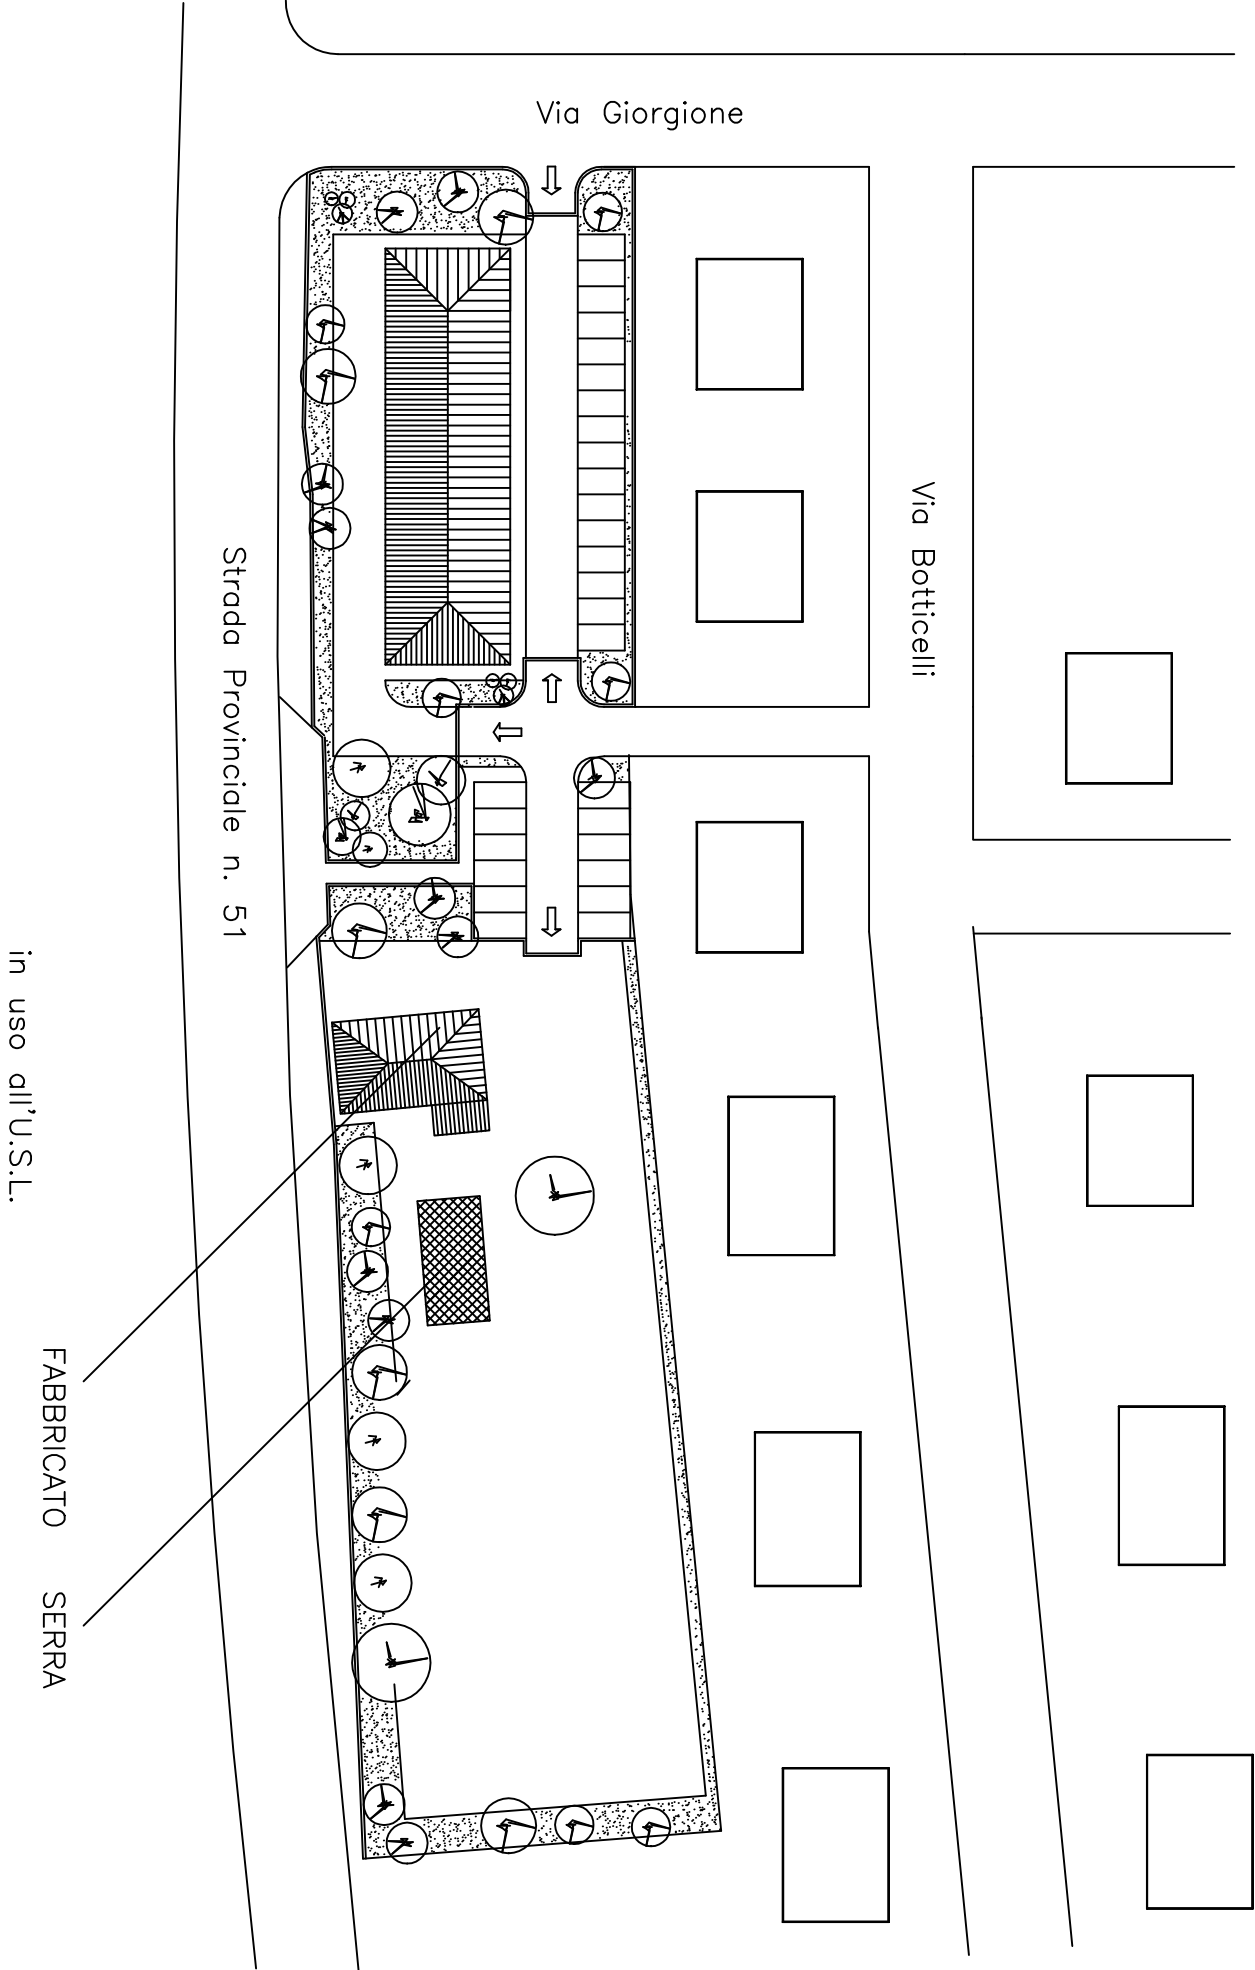 Via Giorgione
Via Botticelli
Strada Provinciale n. 51
in uso all'U.S.L.
FABBRICATO
SERRA